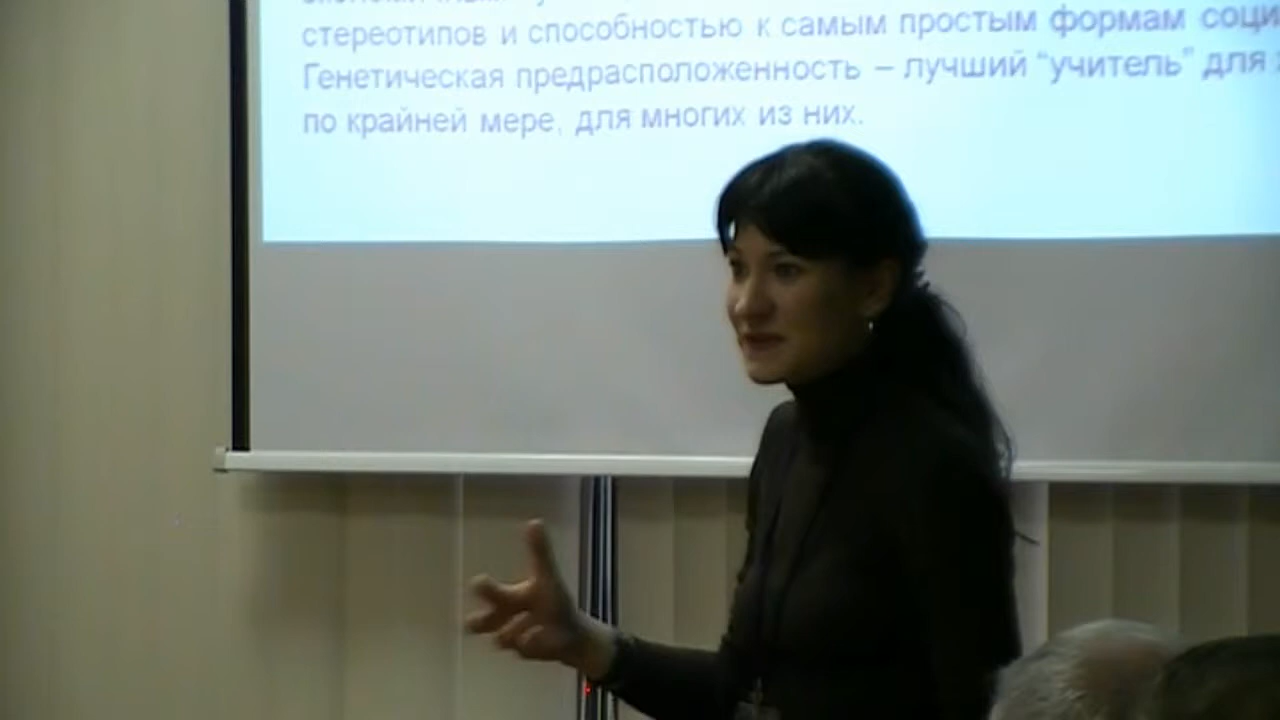 стереотипов и способностью к самым простым формам соци
Генетическая предрасположенность – лучший “учитель” для
по крайней мере, для многих из них.